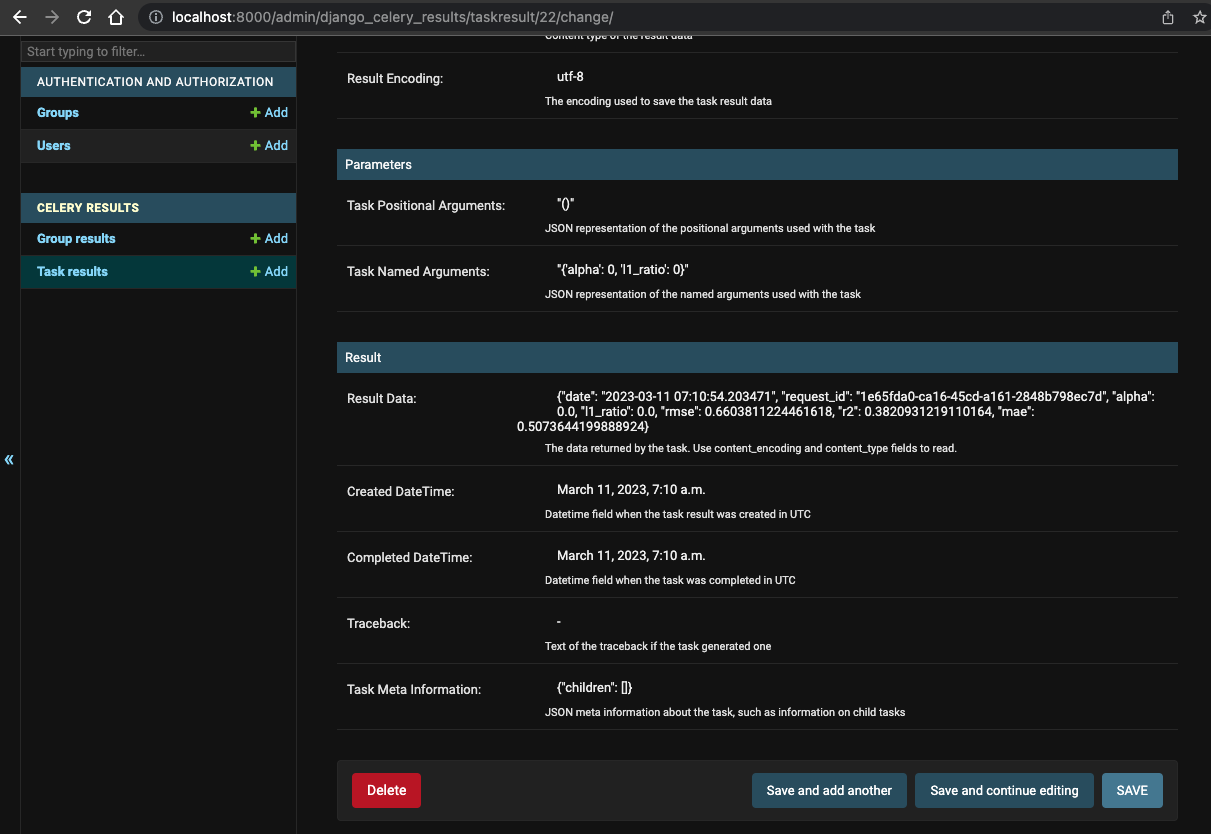 localhost:8000/admin/django_celery_results/taskresult/22/change/
Start typing to filter...
AUTHENTICATION AND AUTHORIZATION
Groups + Add
Users + Add
CELERY RESULTS
Group results + Add
Task results + Add
«
Content type of the result data
Result Encoding: utf-8
The encoding used to save the task result data
Parameters
Task Positional Arguments: "()"
JSON representation of the positional arguments used with the task
Task Named Arguments: "{'alpha': 0, 'l1_ratio': 0}"
JSON representation of the named arguments used with the task
Result
Result Data: {"date": "2023-03-11 07:10:54.203471", "request_id": "1e65fda0-ca16-45cd-a161-2848b798ec7d", "alpha":
0.0, "l1_ratio": 0.0, "rmse": 0.6603811224461618, "r2": 0.3820931219110164, "mae":
0.5073644199888924}
The data returned by the task. Use content_encoding and content_type fields to read.
Created DateTime: March 11, 2023, 7:10 a.m.
Datetime field when the task result was created in UTC
Completed DateTime: March 11, 2023, 7:10 a.m.
Datetime field when the task was completed in UTC
Traceback: -
Text of the traceback if the task generated one
Task Meta Information: {"children": []}
JSON meta information about the task, such as information on child tasks
Delete Save and add another Save and continue editing SAVE